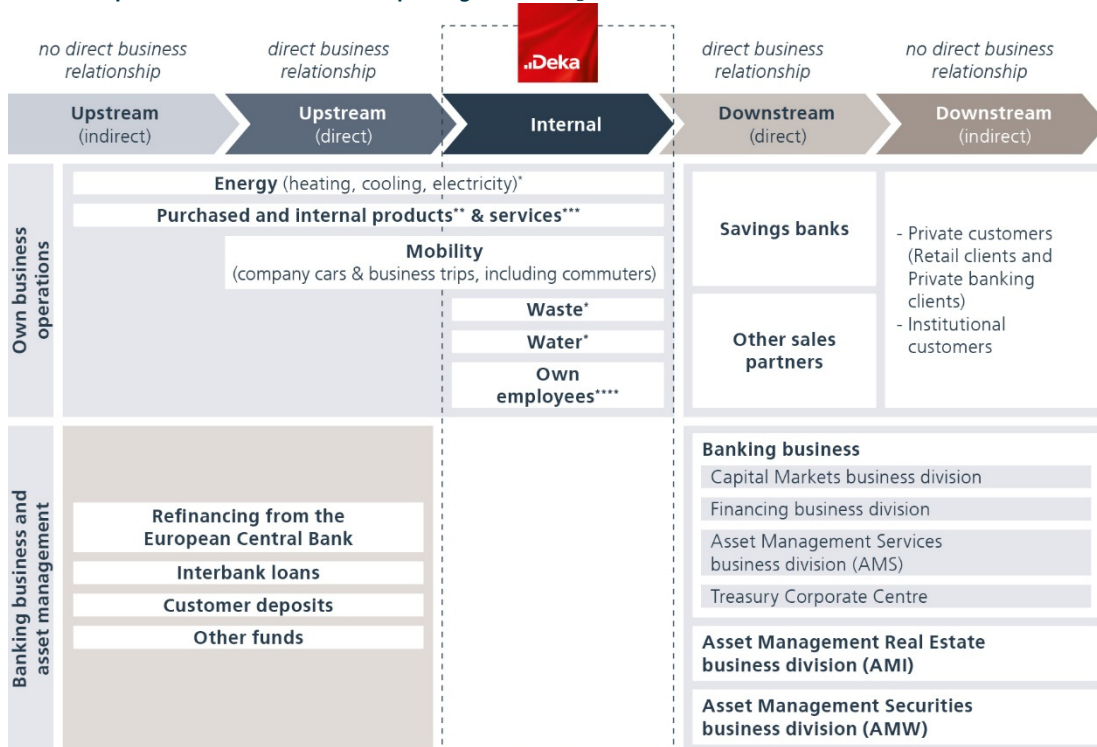 no direct business
relationship
direct business
relationship
Deka
direct business
relationship
no direct business
relationship
Upstream
(indirect)
Upstream
(direct)
Internal
Downstream
(direct)
Downstream
(indirect)
Own business
operations
Energy (heating, cooling, electricity)*
Purchased and internal products** & services***
Mobility
(company cars & business trips, including commuters)
Waste*
Water*
Own
employees****
Savings banks
Other sales
partners
- Private customers
(Retail clients and
Private banking
clients)
- Institutional
customers
Banking business and
asset management
Refinancing from the
European Central Bank
Interbank loans
Customer deposits
Other funds
Banking business
Capital Markets business division
Financing business division
Asset Management Services
business division (AMS)
Treasury Corporate Centre
Asset Management Real Estate
business division (AMI)
Asset Management Securities
business division (AMW)